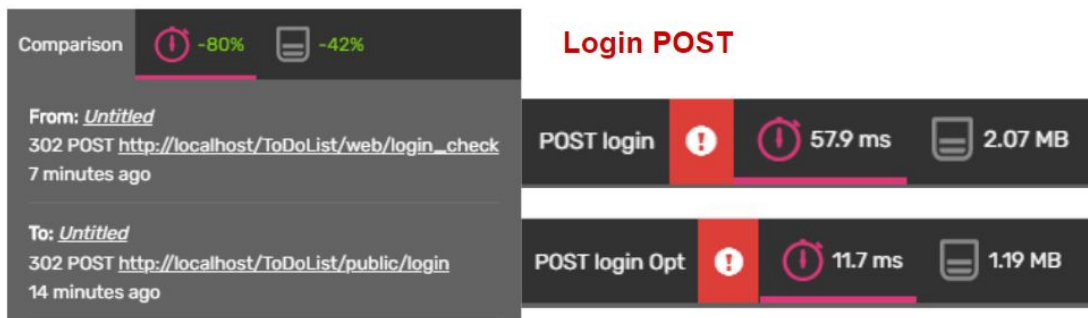 Comparison -80% -42%
From: Untitled
302 POST http://localhost/ToDoList/web/login_check
7 minutes ago
To: Untitled
302 POST http://localhost/ToDoList/public/login
14 minutes ago
Login POST
POST login 57.9 ms 2.07 MB
POST login Opt 11.7 ms 1.19 MB